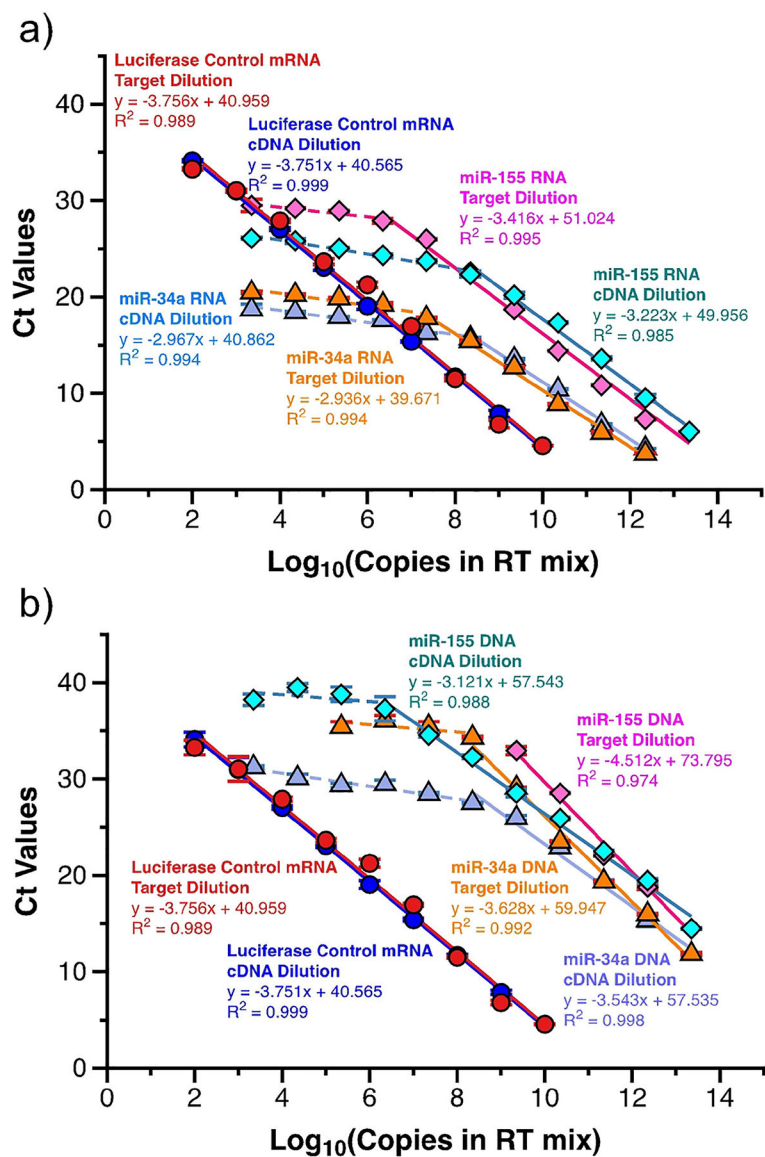 a)
Luciferase Control mRNA
Target Dilution
y = -3.756x + 40.959
R² = 0.989
Luciferase Control mRNA
cDNA Dilution
y = -3.751x + 40.565
R² = 0.999
miR-155 RNA
Target Dilution
y = -3.416x + 51.024
R² = 0.995
miR-155 RNA
cDNA Dilution
y = -3.223x + 49.956
R² = 0.985
miR-34a RNA
cDNA Dilution
y = -2.967x + 40.862
R² = 0.994
miR-34a RNA
Target Dilution
y = -2.936x + 39.671
R² = 0.994
Ct Values
40
30
20
10
0
0 2 4 6 8 10 12 14
Log₁₀(Copies in RT mix)
b)
miR-155 DNA
cDNA Dilution
y = -3.121x + 57.543
R² = 0.988
miR-155 DNA
Target Dilution
y = -4.512x + 73.795
R² = 0.974
Luciferase Control mRNA
Target Dilution
y = -3.756x + 40.959
R² = 0.989
miR-34a DNA
Target Dilution
y = -3.628x + 59.947
R² = 0.992
Luciferase Control mRNA
cDNA Dilution
y = -3.751x + 40.565
R² = 0.999
miR-34a DNA
cDNA Dilution
y = -3.543x + 57.535
R² = 0.998
Ct Values
40
30
20
10
0
0 2 4 6 8 10 12 14
Log₁₀(Copies in RT mix)